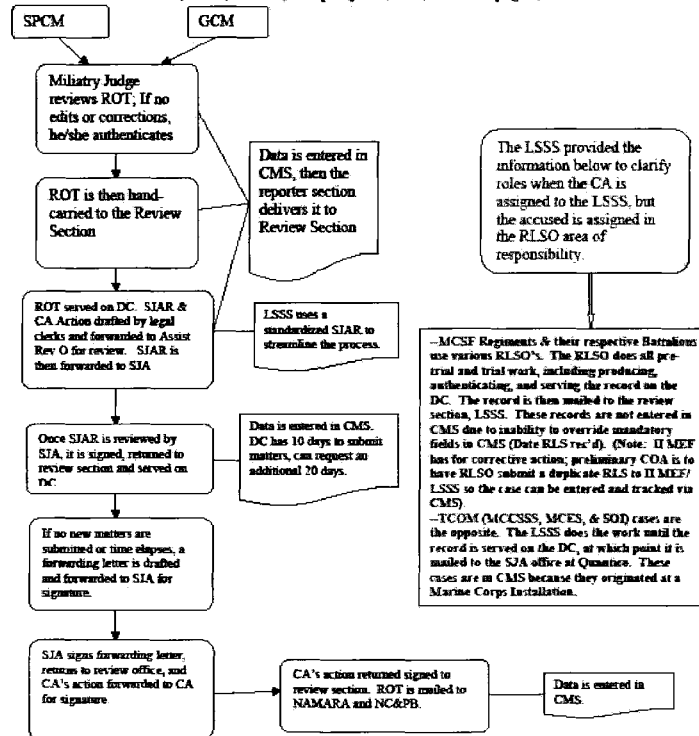 SPCM
GCM
Miliatry Judge
reviews ROT; If no
edits or corrections,
he/she authenticates
ROT is then hand-
carried to the Review
Section
Data is entered in
CMS, then the
reporter section
delivers it to
Review Section
ROT served on DC. SJAR &
CA Action drafted by legal
clerks and forwarded to Assist
Rev O for review. SJAR is
then forwarded to SJA
LSSS uses a
standardized SJAR to
streamline the process.
Once SJAR is reviewed by
SJA, it is signed, returned to
review section and served on
DC
Data is entered in CMS.
DC has 10 days to submit
matters, can request an
additional 20 days.
If no new matters are
submitted or time elapses, a
forwarding letter is drafted
and forwarded to SJA for
signature.
SJA signs forwarding letter,
returns to review office, and
CA's action forwarded to CA
for signature
CA's action returned signed to
review section. ROT is mailed to
NAMARA and NC&PB.
Data is entered in
CMS.
The LSSS provided the
information below to clarify
roles when the CA is
assigned to the LSSS, but
the accused is assigned in
the RLSO area of
responsibility.
--MCSF Regiments & their respective Battalions
use various RLSO's. The RLSO does all pre-
trial and trial work, including producing,
authenticating, and serving the record on the
DC. The record is then mailed to the review
section, LSSS. These records are not entered in
CMS due to inability to override mandatory
fields in CMS (Date RLS rec'd). (Note: II MEF
has for corrective action; preliminary COA is to
have RLSO submit a duplicate RLS to II MEF/
LSSS so the case can be entered and tracked via
CMS).
--TCOM (MCCSSS, MCES, & SOI) cases are
the opposite. The LSSS does the work until the
record is served on the DC, at which point it is
mailed to the SJA office at Quantico. These
cases are in CMS because they originated at a
Marine Corps Installation.